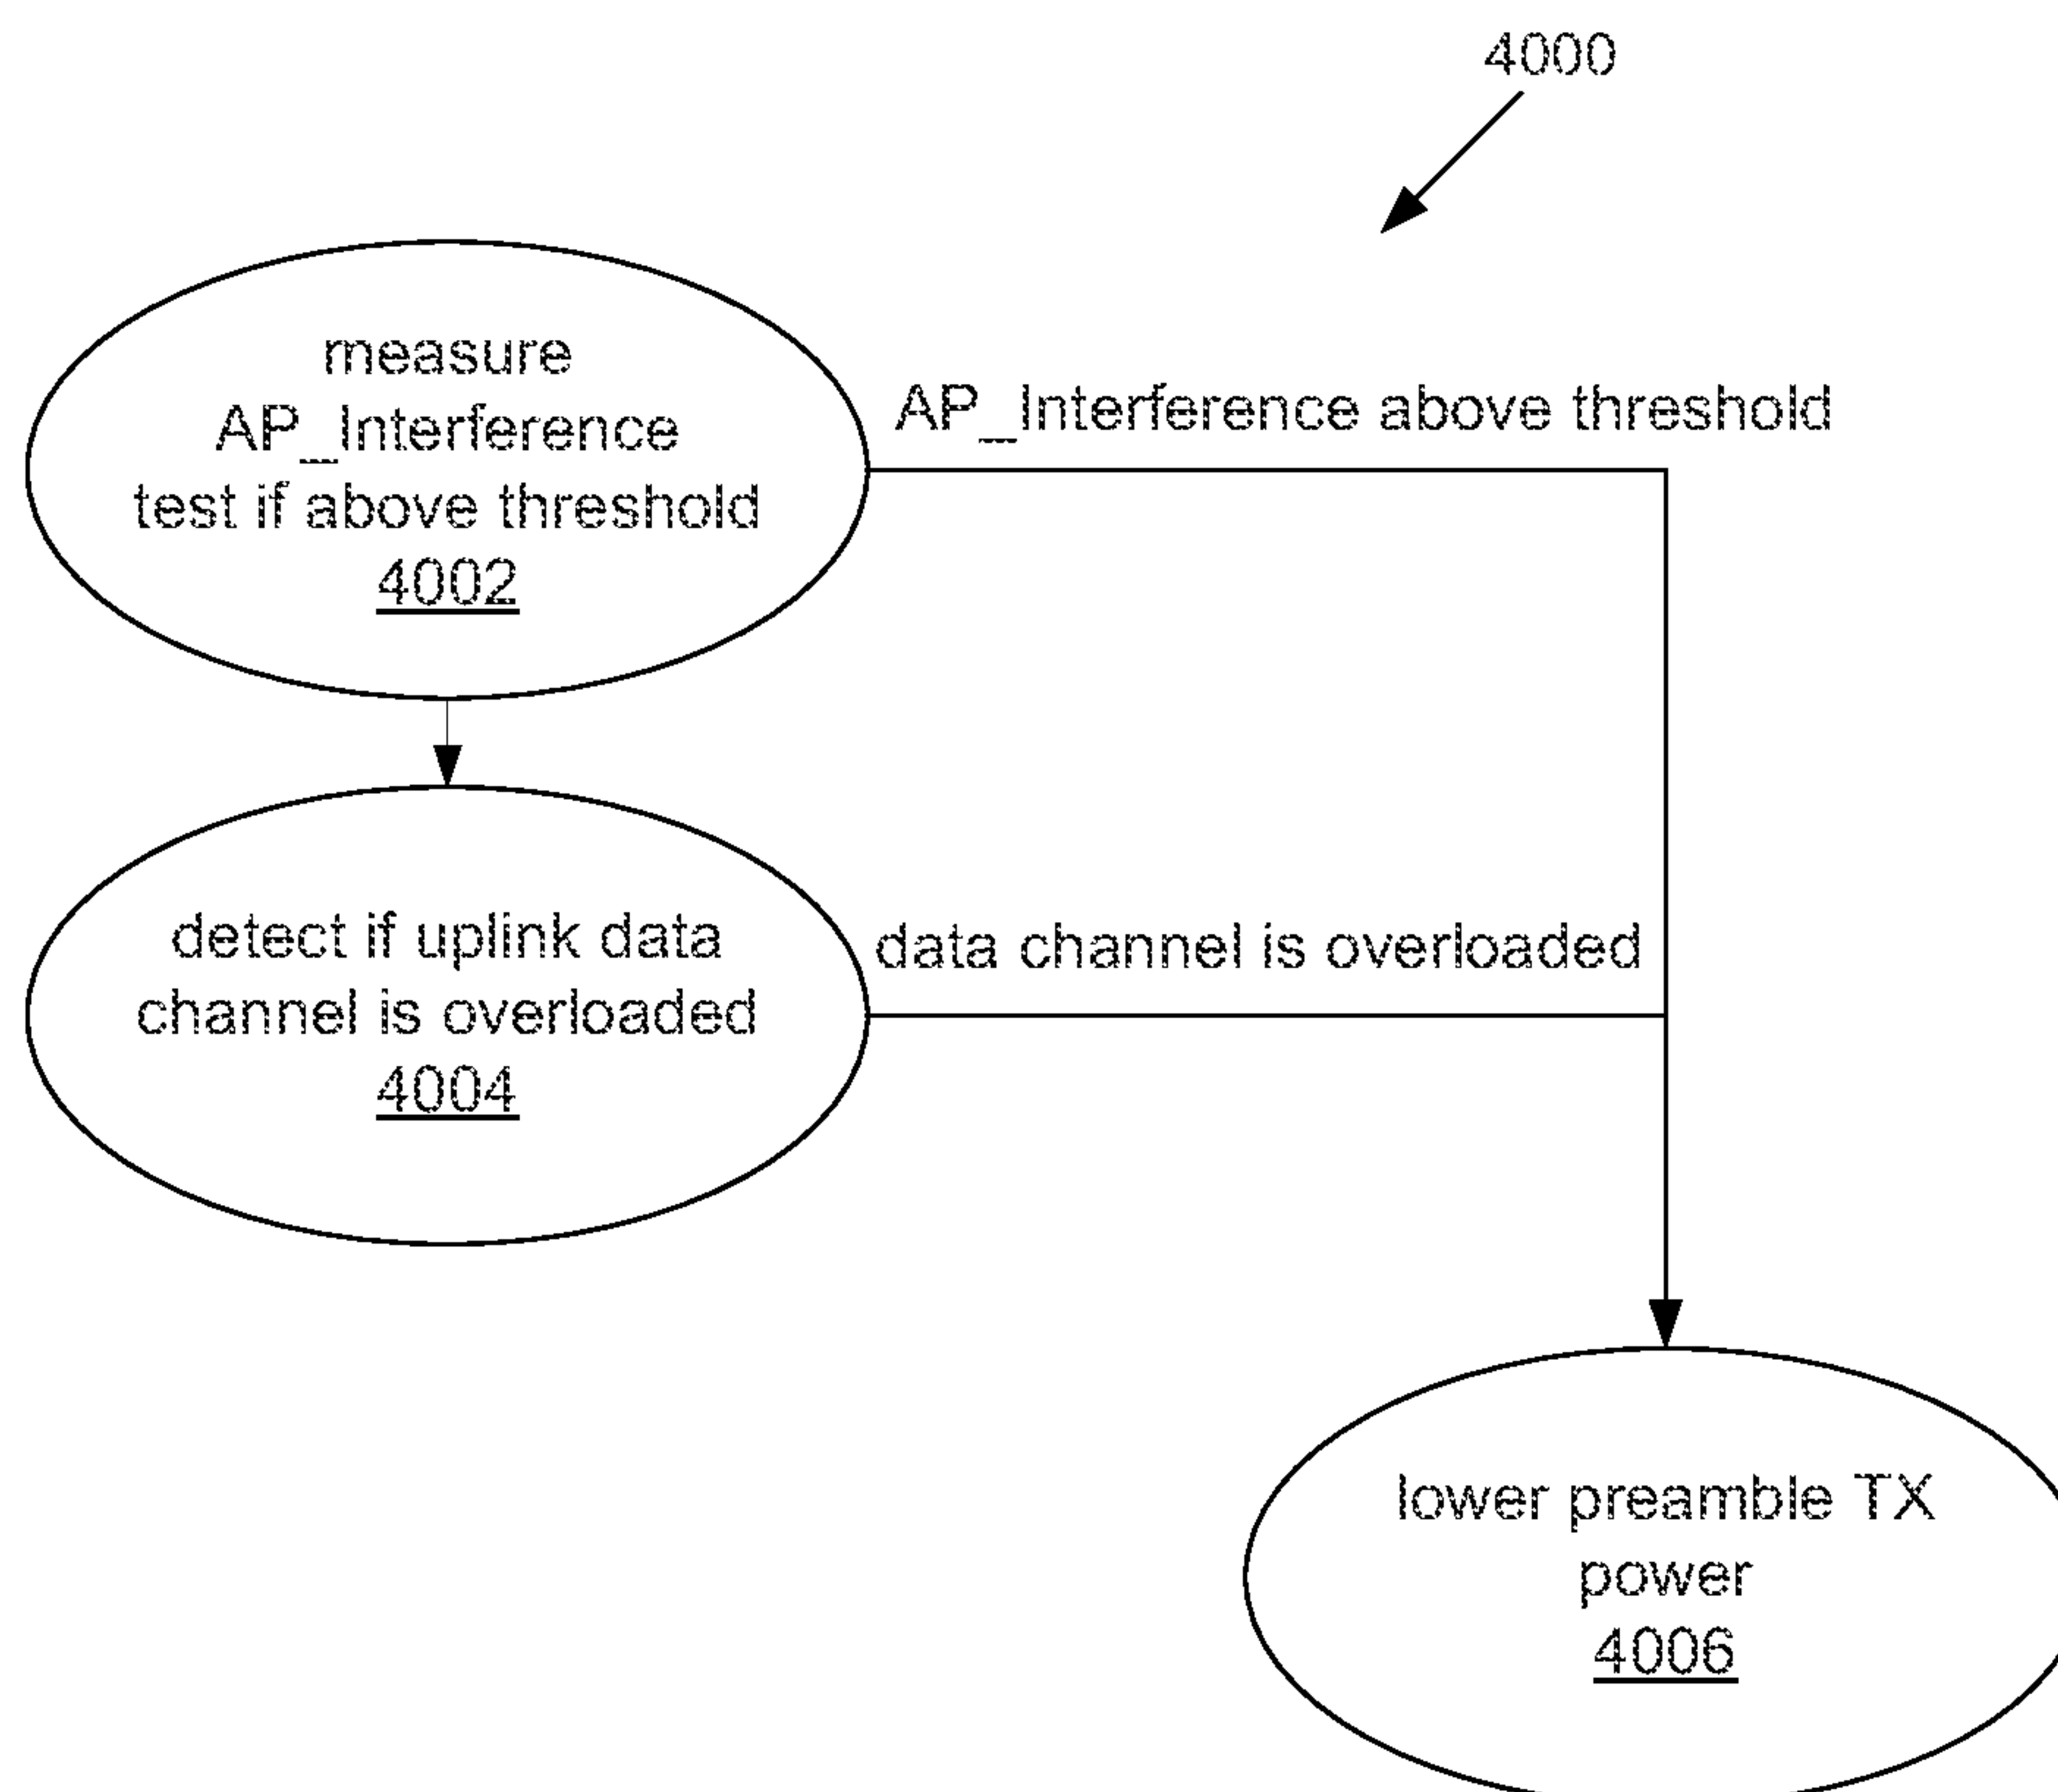 4000
measure
AP_Interference
test if above threshold
4002
AP_Interference above threshold
detect if uplink data
channel is overloaded
4004
data channel is overloaded
lower preamble TX
power
4006